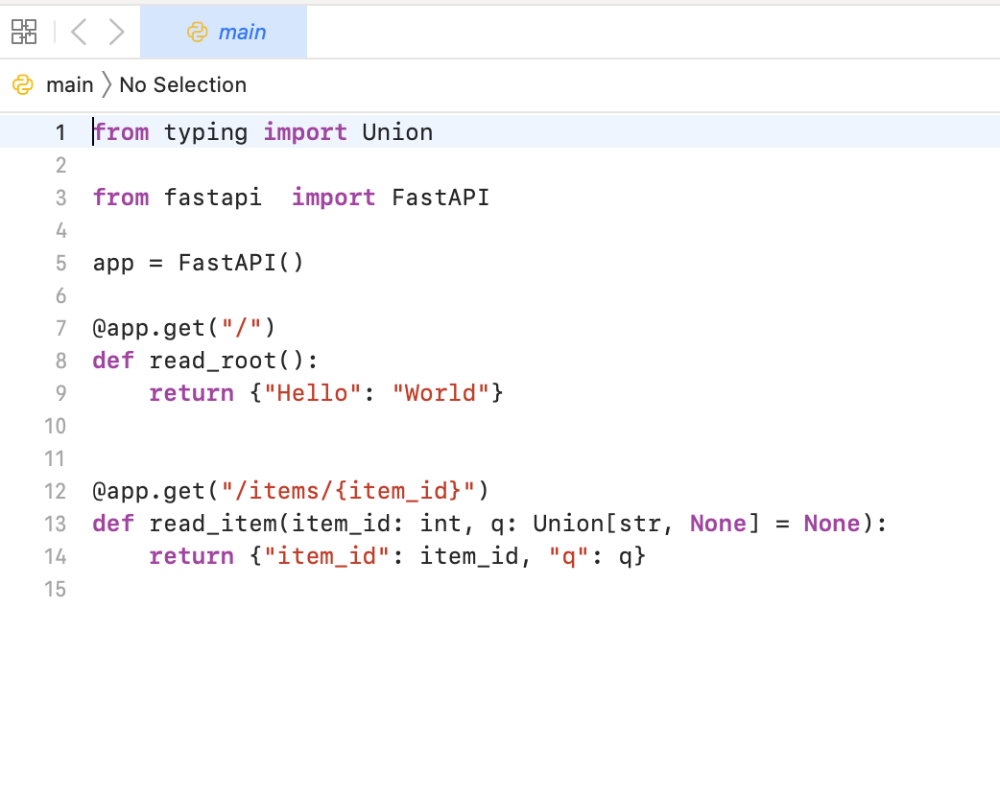 main
main 〉 No Selection
1 from typing import Union
2
3 from fastapi  import FastAPI
4
5 app = FastAPI()
6
7 @app.get("/")
8 def read_root():
9     return {"Hello": "World"}
10
11
12 @app.get("/items/{item_id}")
13 def read_item(item_id: int, q: Union[str, None] = None):
14     return {"item_id": item_id, "q": q}
15